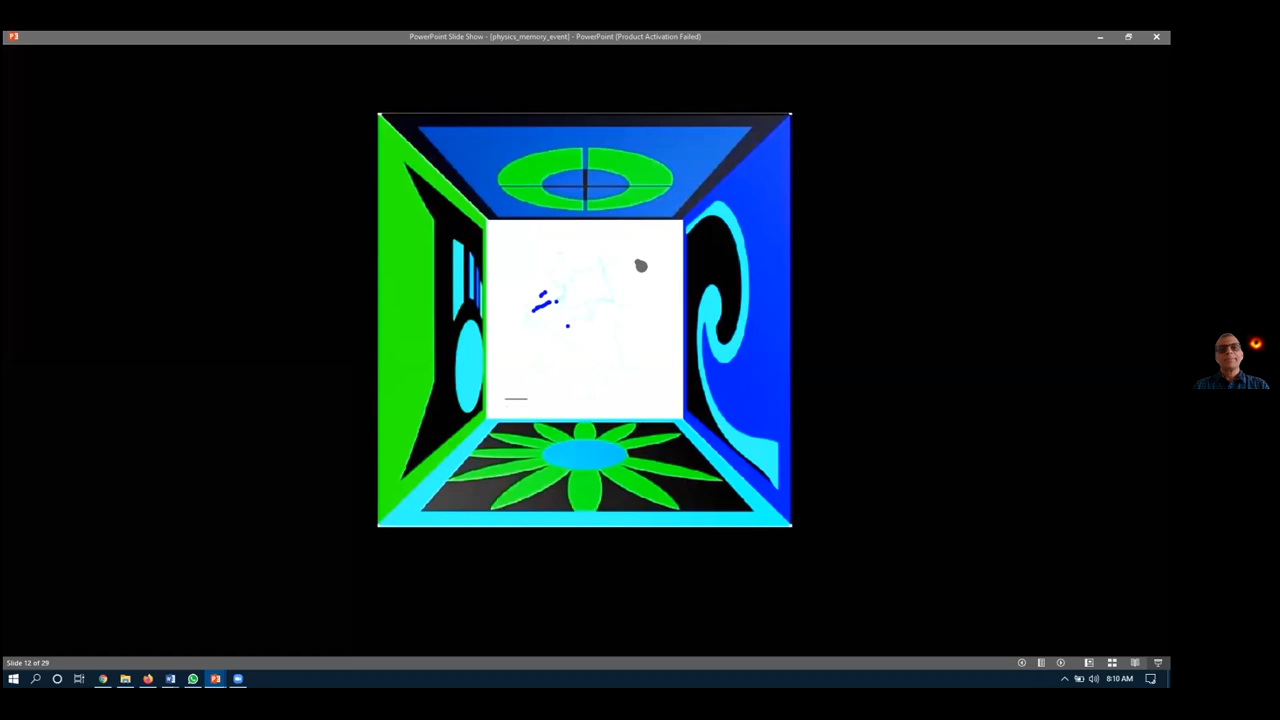 PowerPoint Slide Show - [physics_memory_event] - PowerPoint (Product Activation Failed)
Slide 12 of 29
8:10 AM